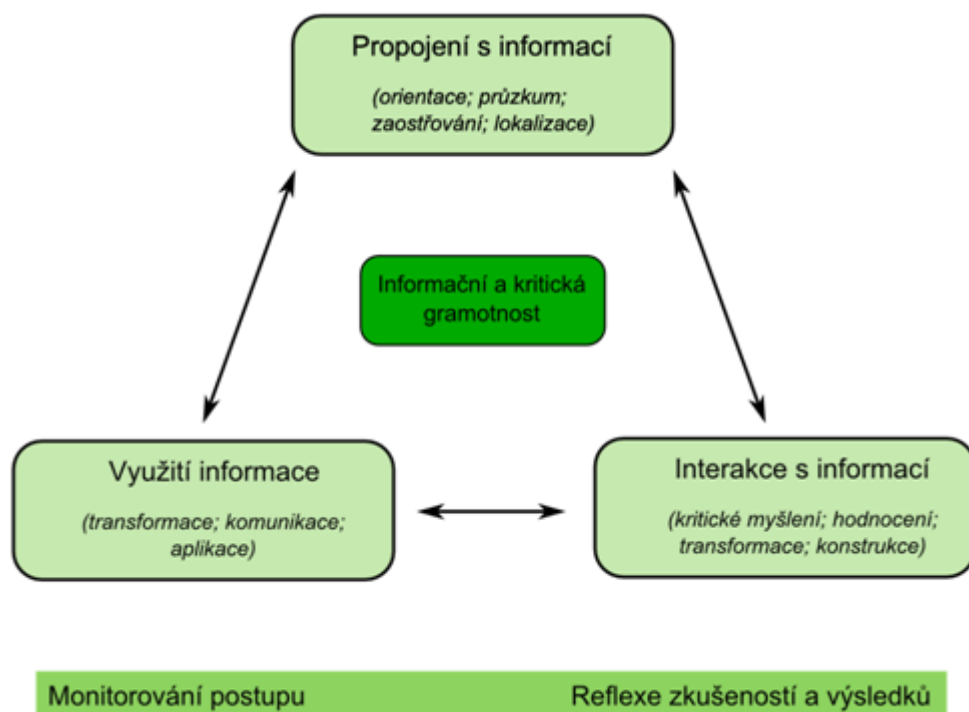 Propojení s informací
(orientace; průzkum;
zaostřování; lokalizace)
Informační a kritická
gramotnost
Využití informace
(transformace; komunikace;
aplikace)
Interakce s informací
(kritické myšlení; hodnocení;
transformace; konstrukce)
Monitorování postupu
Reflexe zkušeností a výsledků